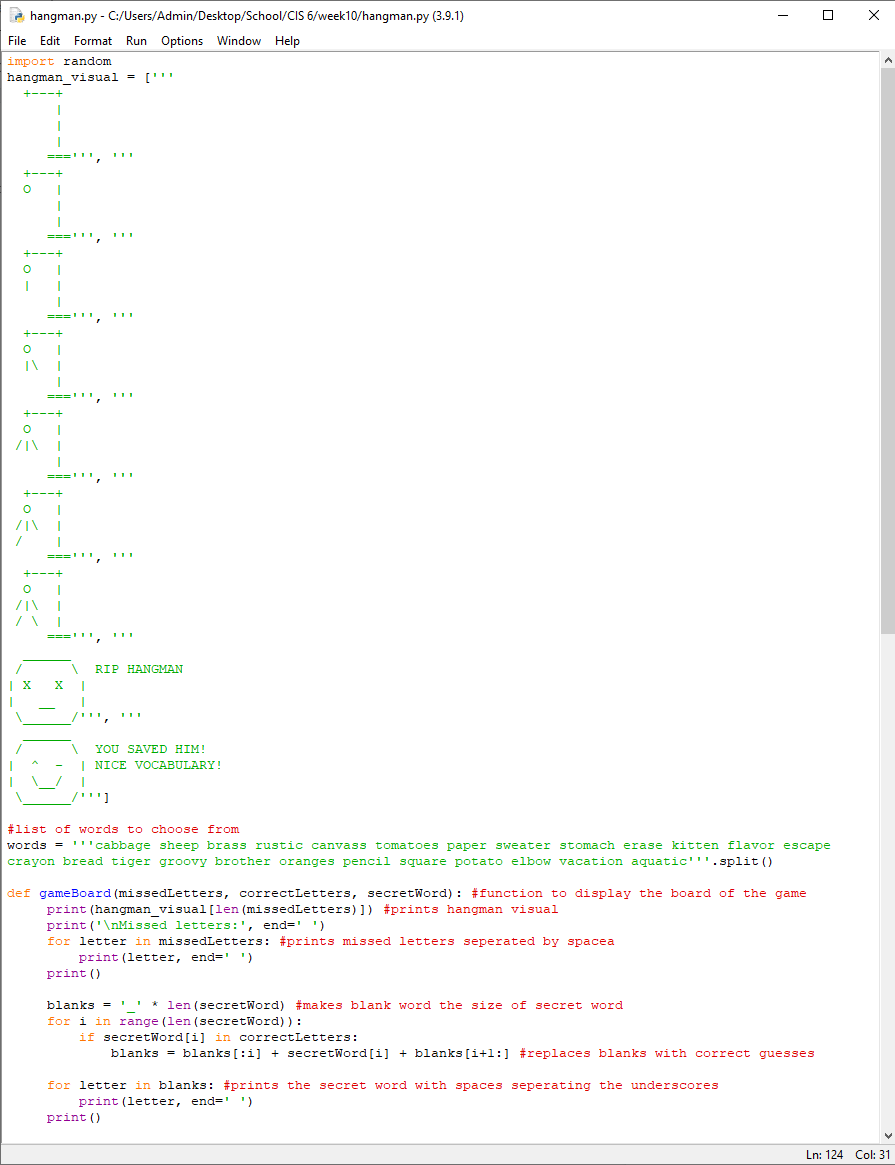 hangman.py - C:/Users/Admin/Desktop/School/CIS 6/week10/hangman.py (3.9.1)
File Edit Format Run Options Window Help
import random
hangman_visual = ['''
  +---+
      |
      |
      |
     ===''', '''
  +---+
  O   |
      |
      |
     ===''', '''
  +---+
  O   |
  |   |
      |
     ===''', '''
  +---+
  O   |
  |\  |
      |
     ===''', '''
  +---+
  O   |
 /|\  |
      |
     ===''', '''
  +---+
  O   |
 /|\  |
 /    |
     ===''', '''
  +---+
  O   |
 /|\  |
 / \  |
     ===''', '''
  ______
 /      \  RIP HANGMAN
| X   X  |
|   __   |
 \______/''', '''
  ______
 /      \  YOU SAVED HIM!
|  ^  -  | NICE VOCABULARY!
|  \__/  |
 \______/''']

#list of words to choose from
words = '''cabbage sheep brass rustic canvass tomatoes paper sweater stomach erase kitten flavor escape
crayon bread tiger groovy brother oranges pencil square potato elbow vacation aquatic'''.split()

def gameBoard(missedLetters, correctLetters, secretWord): #function to display the board of the game
     print(hangman_visual[len(missedLetters)]) #prints hangman visual
     print('\nMissed letters:', end=' ')
     for letter in missedLetters: #prints missed letters seperated by spacea
         print(letter, end=' ')
     print()

     blanks = '_' * len(secretWord) #makes blank word the size of secret word
     for i in range(len(secretWord)):
         if secretWord[i] in correctLetters:
             blanks = blanks[:i] + secretWord[i] + blanks[i+1:] #replaces blanks with correct guesses

     for letter in blanks: #prints the secret word with spaces seperating the underscores
         print(letter, end=' ')
     print()
Ln: 124 Col: 31